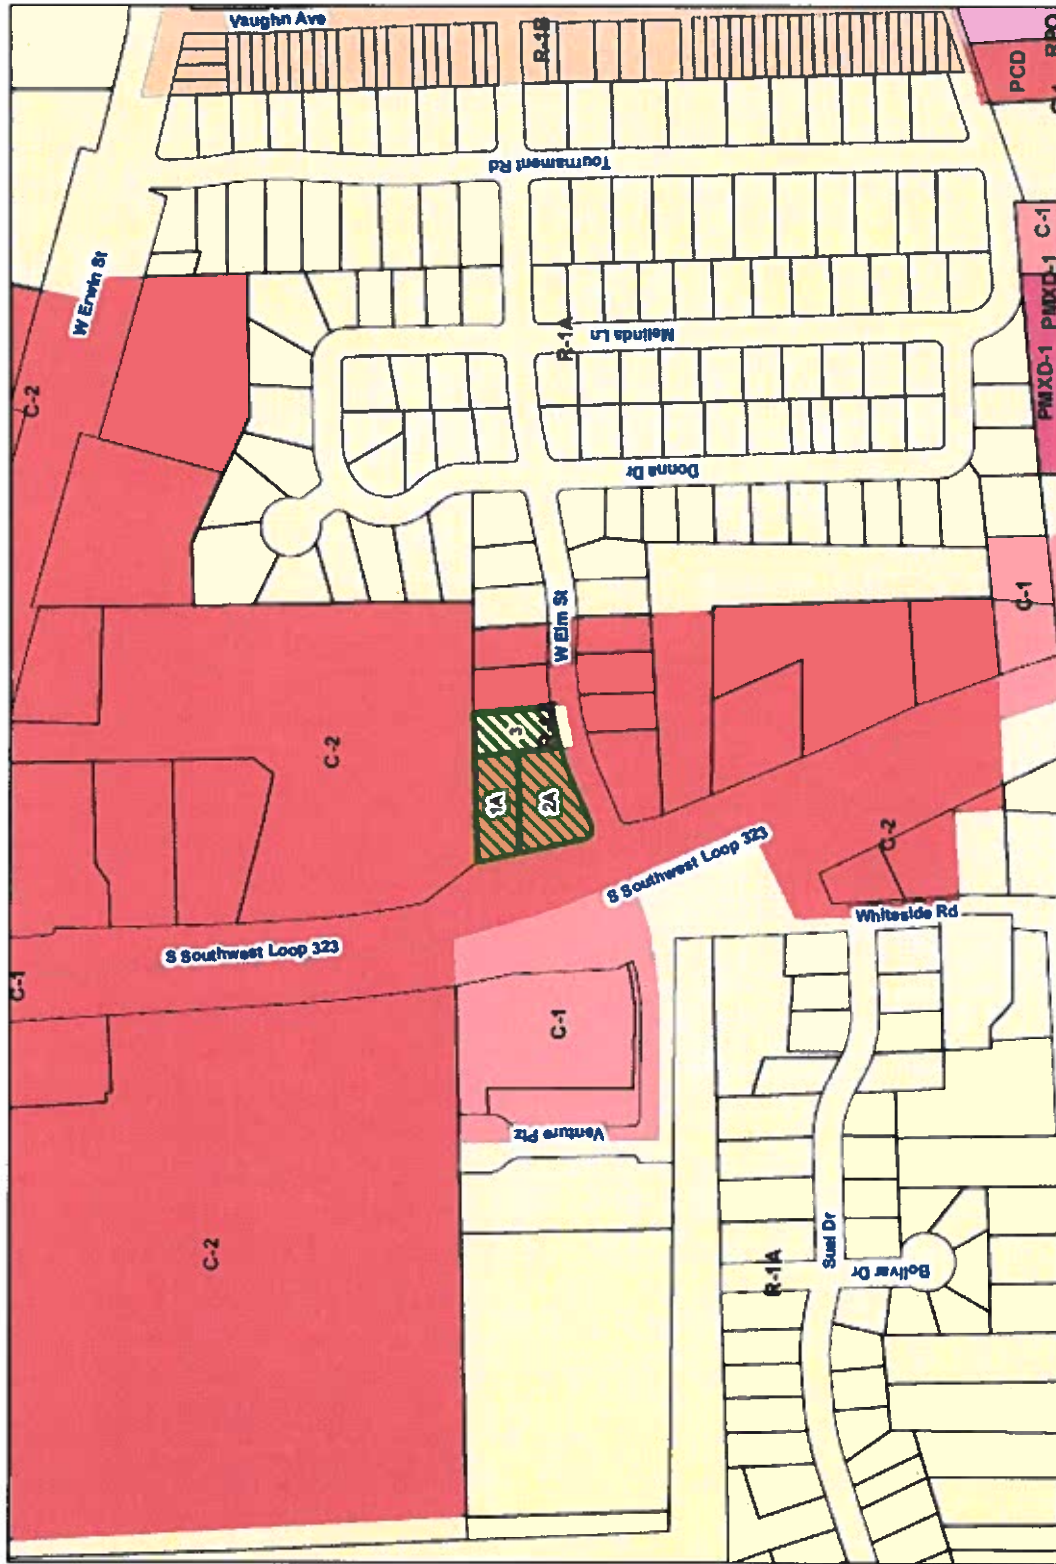 Vaughn Ave
R-1B
PCD
RPO
Tournament Rd
C-1
W Erwin St
PMXD-1
PMXD-1
R-1A
Melinda Ln
C-2
Donna Dr
C-1
W Elm St
C-2
3
1A
2A
S Southwest Loop 323
C-2
Whiteside Rd
S Southwest Loop 323
C-1
C-1
Venture Plz
C-2
R-1A
Suel Dr
Bolivar Dr